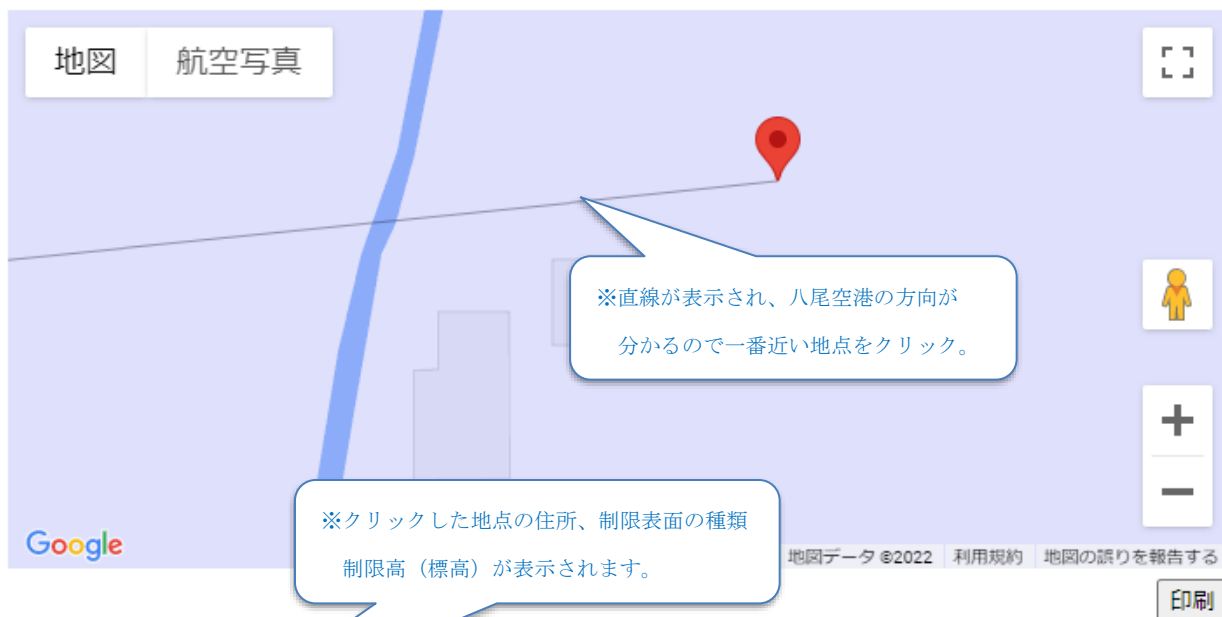 地図 航空写真
※直線が表示され、八尾空港の方向が
分かるので一番近い地点をクリック。
※クリックした地点の住所、制限表面の種類
制限高（標高）が表示されます。
Google
地図データ ©2022 利用規約 地図の誤りを報告する
印刷